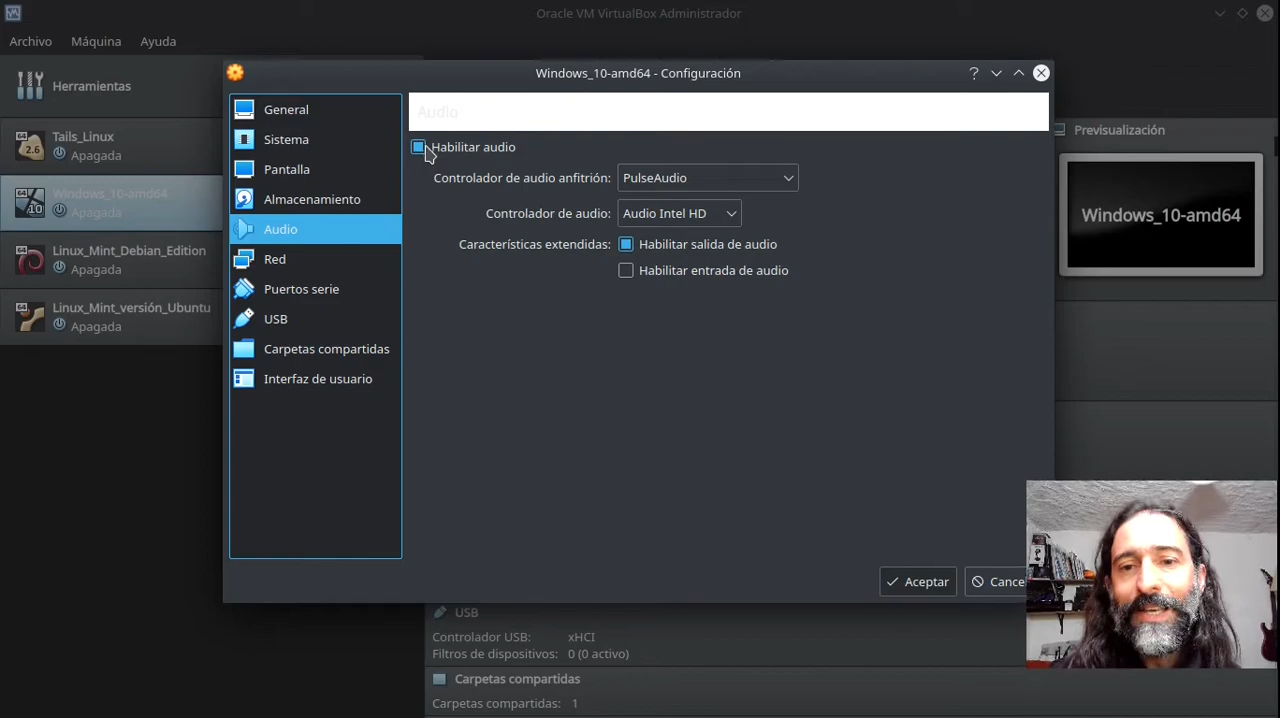 Oracle VM VirtualBox Administrador
Archivo Máquina Ayuda
Herramientas
Tails_Linux
Apagada
Windows_10-amd64
Apagada
Linux_Mint_Debian_Edition
Apagada
Linux_Mint_versión_Ubuntu
Apagada
Windows_10-amd64 - Configuración
General
Sistema
Pantalla
Almacenamiento
Audio
Red
Puertos serie
USB
Carpetas compartidas
Interfaz de usuario
Audio
Habilitar audio
Controlador de audio anfitrión: PulseAudio
Controlador de audio: Audio Intel HD
Características extendidas: Habilitar salida de audio
Habilitar entrada de audio
Aceptar Cance
Previsualización
Windows_10-amd64
USB
Controlador USB: xHCI
Filtros de dispositivos: 0 (0 activo)
Carpetas compartidas
Carpetas compartidas: 1